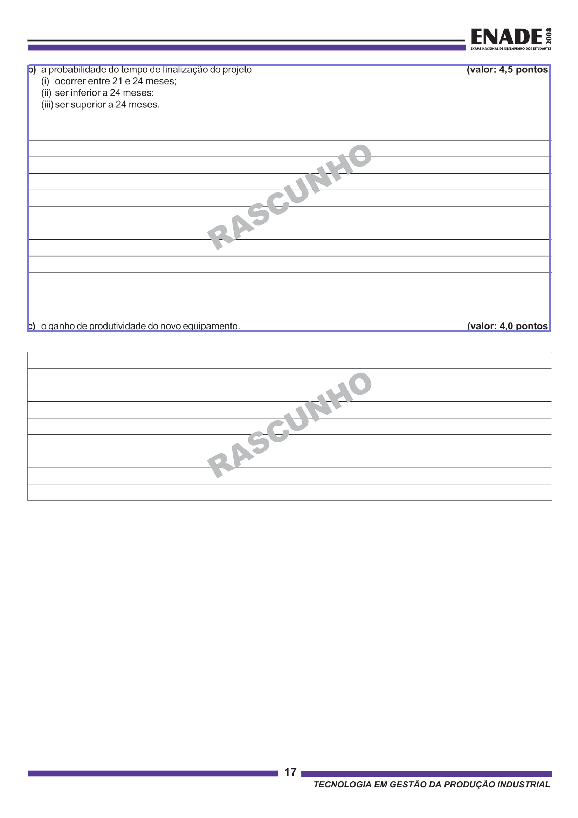 ENADE 2008
EXAME NACIONAL DE DESEMPENHO DOS ESTUDANTES
b) a probabilidade do tempo de finalização do projeto (valor: 4,5 pontos
(i) ocorrer entre 21 e 24 meses;
(ii) ser inferior a 24 meses;
(iii) ser superior a 24 meses.
RASCUNHO
c) o ganho de produtividade do novo equipamento. (valor: 4,0 pontos
RASCUNHO
17
TECNOLOGIA EM GESTÃO DA PRODUÇÃO INDUSTRIAL